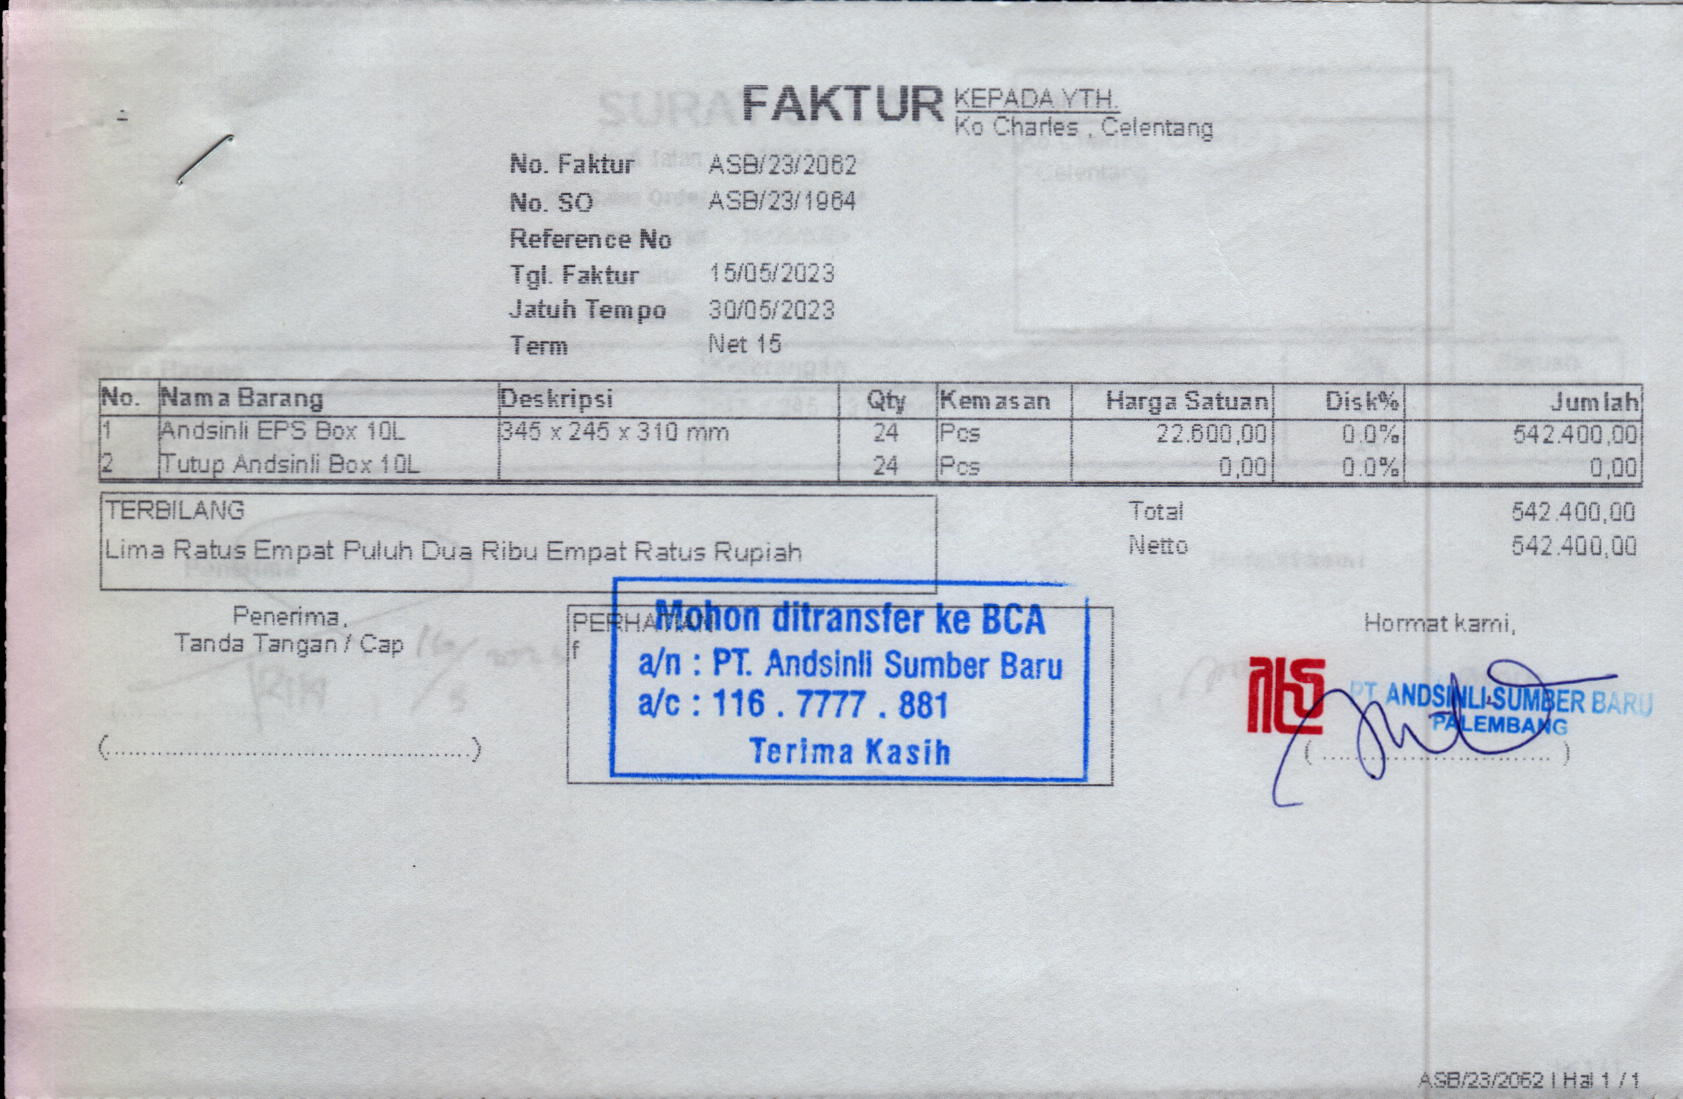 FAKTUR
KEPADA YTH.
Ko Charles , Celentang
No. Faktur ASB/23/2062
No. SO ASB/23/1964
Reference No
Tgl. Faktur 15/05/2023
Jatuh Tempo 30/05/2023
Term Net 15
No. Nama Barang Deskripsi Qty Kemasan Harga Satuan Disk% Jumlah
1 Andsinli EPS Box 10L 345 x 245 x 310 mm 24 Pcs 22.600,00 0.0% 542.400,00
2 Tutup Andsinli Box 10L 24 Pcs 0,00 0.0% 0,00
TERBILANG
Lima Ratus Empat Puluh Dua Ribu Empat Ratus Rupiah
Total 542.400,00
Netto 542.400,00
Penerima,
Tanda Tangan / Cap
(........................................)
PERHATIAN
f
Mohon ditransfer ke BCA
a/n : PT. Andsinli Sumber Baru
a/c : 116 . 7777 . 881
Terima Kasih
Hormat kami,
PT ANDSINLI SUMBER BARU
PALEMBANG
( ............................ )
ASB/23/2062 | Hal 1 / 1